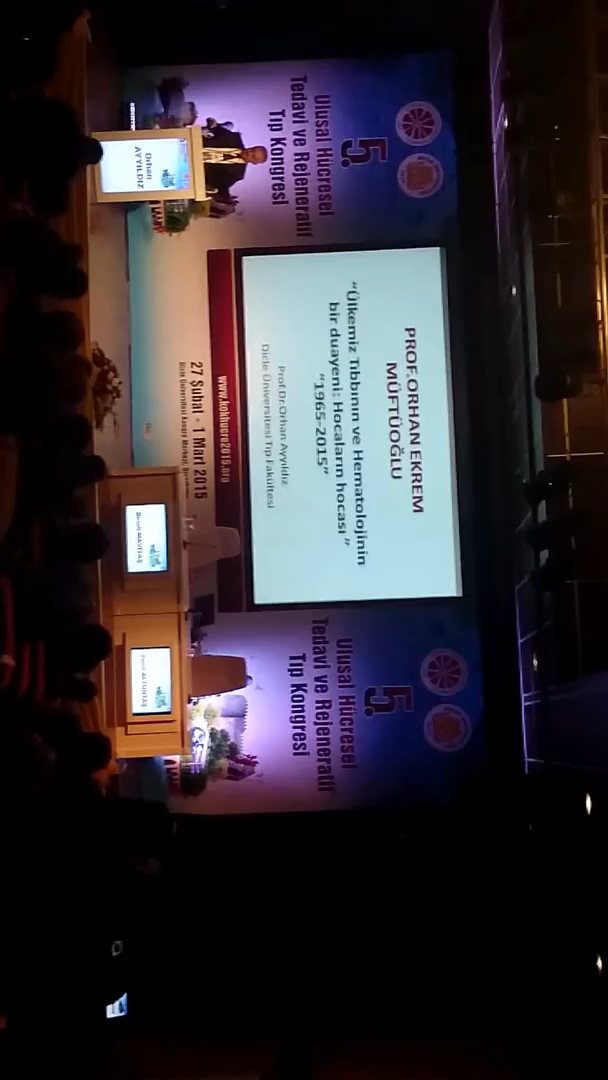 5.
Ulusal Hücresel
Tedavi ve Rejeneratif
Tıp Kongresi
Orhan
AYYILDIZ
PROF.ORHAN EKREM
MÜFTÜOĞLU
“Ülkemiz Tıbbının ve Hematolojinin
bir duayeni: Hocaların hocası ”
“1965-2015”
Prof.Dr.Orhan Ayyıldız
Dicle Üniversitesi Tıp Fakültesi
www.kokhucre2015.org
27 Şubat - 1 Mart 2015
5.
Ulusal Hücresel
Tedavi ve Rejeneratif
Tıp Kongresi